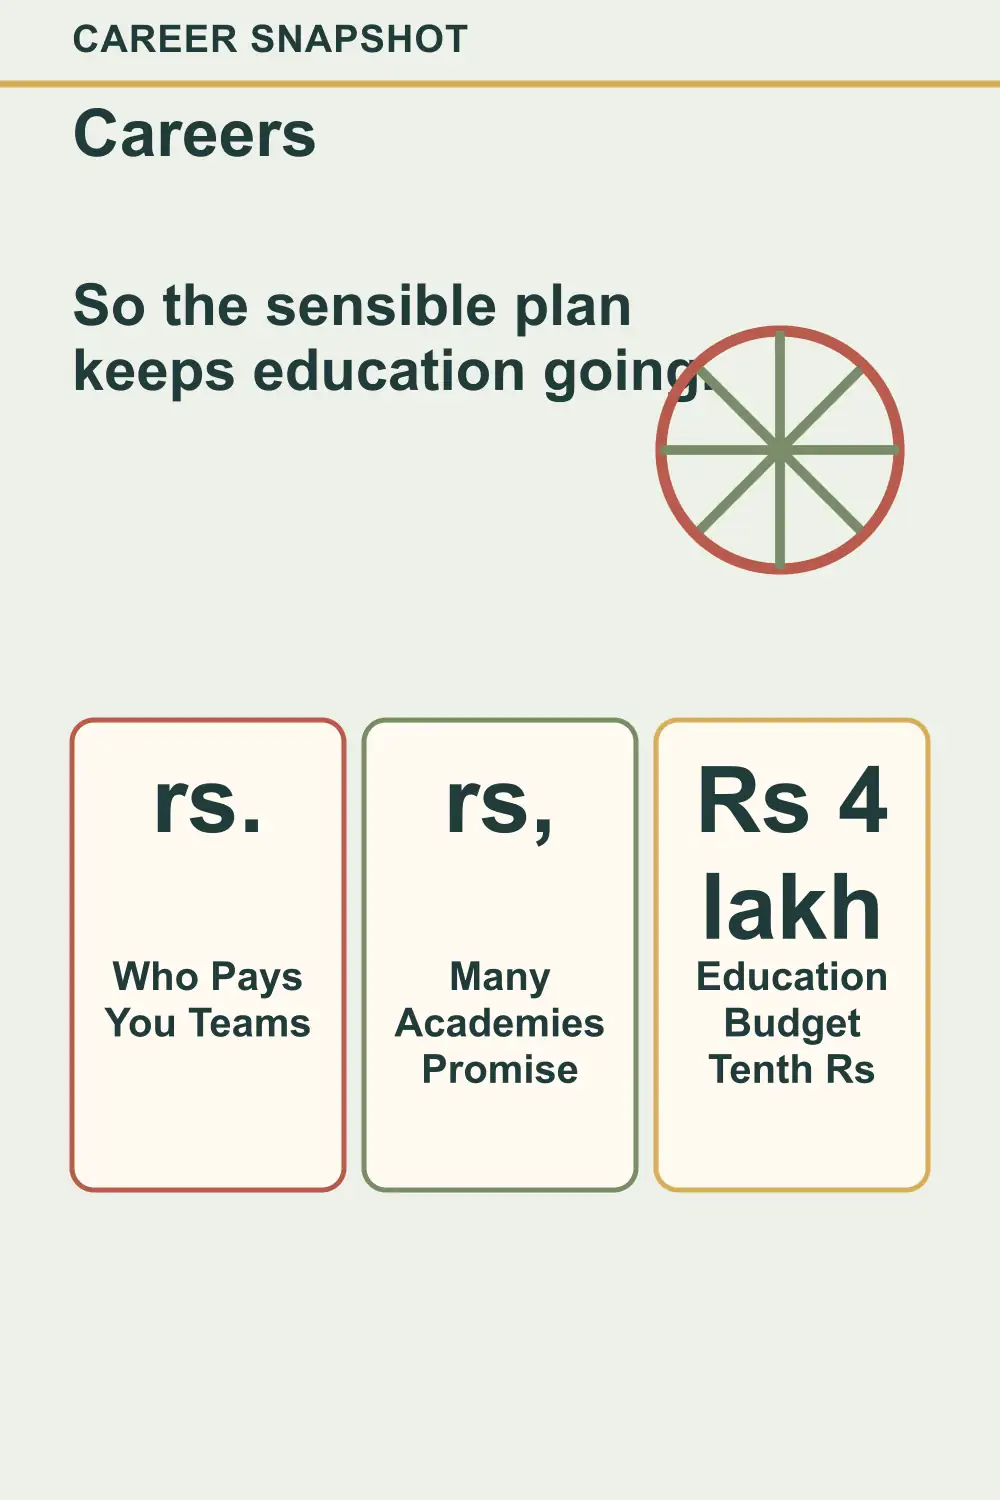 CAREER SNAPSHOT
Careers
So the sensible plan
keeps education going.
rs.
Who Pays
You Teams
rs,
Many
Academies
Promise
Rs 4
lakh
Education
Budget
Tenth Rs